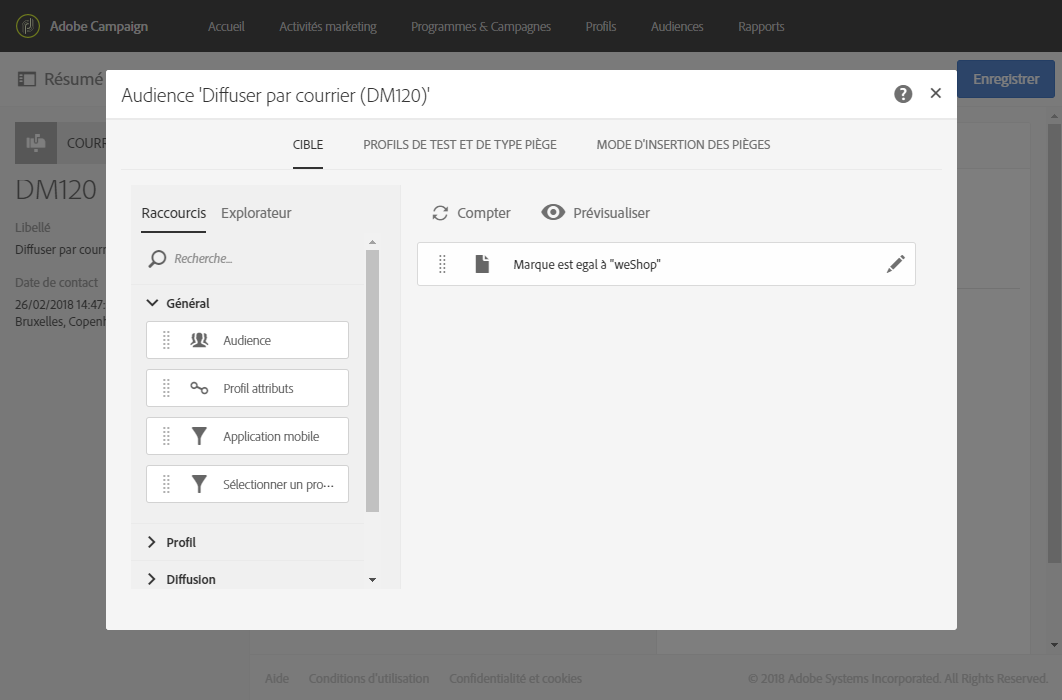 Adobe Campaign
Accueil
Activités marketing
Programmes & Campagnes
Profils
Audiences
Rapports
Résumé
Enregistrer
Audience 'Diffuser par courrier (DM120)'
COURR
DM120
Libellé
Diffuser par courr
Date de contact
26/02/2018 14:47:
Bruxelles, Copenh
CIBLE
PROFILS DE TEST ET DE TYPE PIÈGE
MODE D'INSERTION DES PIÈGES
Raccourcis
Explorateur
Recherche...
Général
Audience
Profil attributs
Application mobile
Sélectionner un pro···
Profil
Diffusion
Compter
Prévisualiser
Marque est egal à "weShop"
Aide
Conditions d'utilisation
Confidentialité et cookies
© 2018 Adobe Systems Incorporated. All Rights Reserved.